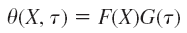 θ(X, τ) = F(X)G(τ)